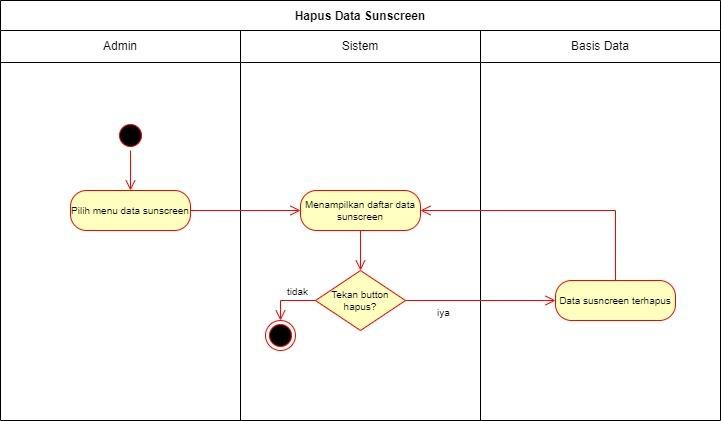 Hapus Data Sunscreen
Admin
Sistem
Basis Data
Pilih menu data sunscreen
Menampilkan daftar data
sunscreen
tidak
Tekan button
hapus?
iya
Data susncreen terhapus